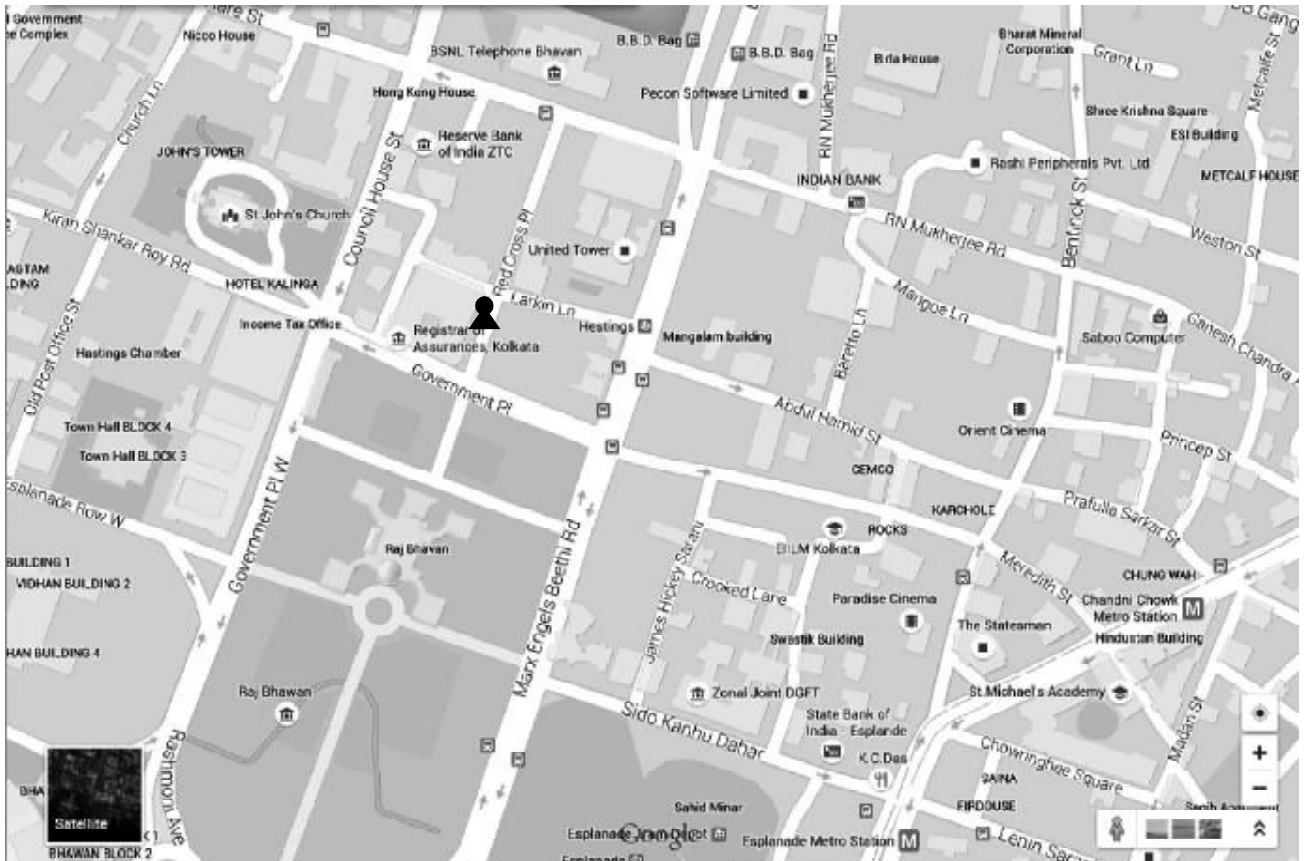 Government
Complex
Nicco House
BSNL Telephone Bhavan
B.B.D. Bag
B.B.D. Bag
RN Mukherjee Rd
Birla House
Bharat Mineral
Corporation
Grant Ln
Metcalfe St
Church Ln
Hong Kong House
Pecon Software Limited
Shree Krishna Square
ESI Building
JOHN'S TOWER
Council House St
Reserve Bank
of India ZTC
Rashi Peripherals Pvt. Ltd
METCALF HOUSE
INDIAN BANK
St John's Church
Kiran Shankar Roy Rd
Red Cross Pl
United Tower
RN Mukherjee Rd
Bentinck St
Weston St
HOTEL KALINGA
Larkin Ln
Mangoe Ln
Income Tax Office
Registrar of
Assurances, Kolkata
Hestings
Mangalam building
Baretto Ln
Saboo Computer
Ganesh Chandra
Old Post Office St
Hastings Chamber
Government Pl
Abdul Hamid St
Orient Cinema
Princep St
Town Hall BLOCK 4
Town Hall BLOCK 3
CEMCO
Esplanade Row W
Government Pl W
Marx Engels Beethi Rd
KARCHOLE
Prafulla Sarkar St
BUILDING 1
VIDHAN BUILDING 2
Raj Bhavan
James Hickey Sarani
EIILM Kolkata
ROCKS
Meredith St
CHUNG WAH
Crooked Lane
Paradise Cinema
Chandni Chowk
Metro Station
The Statesman
Swastik Building
Hindustan Building
BUILDING 4
Raj Bhawan
Zonal Joint DGFT
St.Michael's Academy
Sido Kanhu Dahar
State Bank of
India - Esplande
Madan St
K.C.Das
Chowringhee Square
Rashmoni Ave
SAINA
Sahid Minar
FIRDOUSE
Satellite
Google
Esplanade Tram Depot
Esplanade Metro Station
Lenin
Esplanade
BHAWAN BLOCK 2